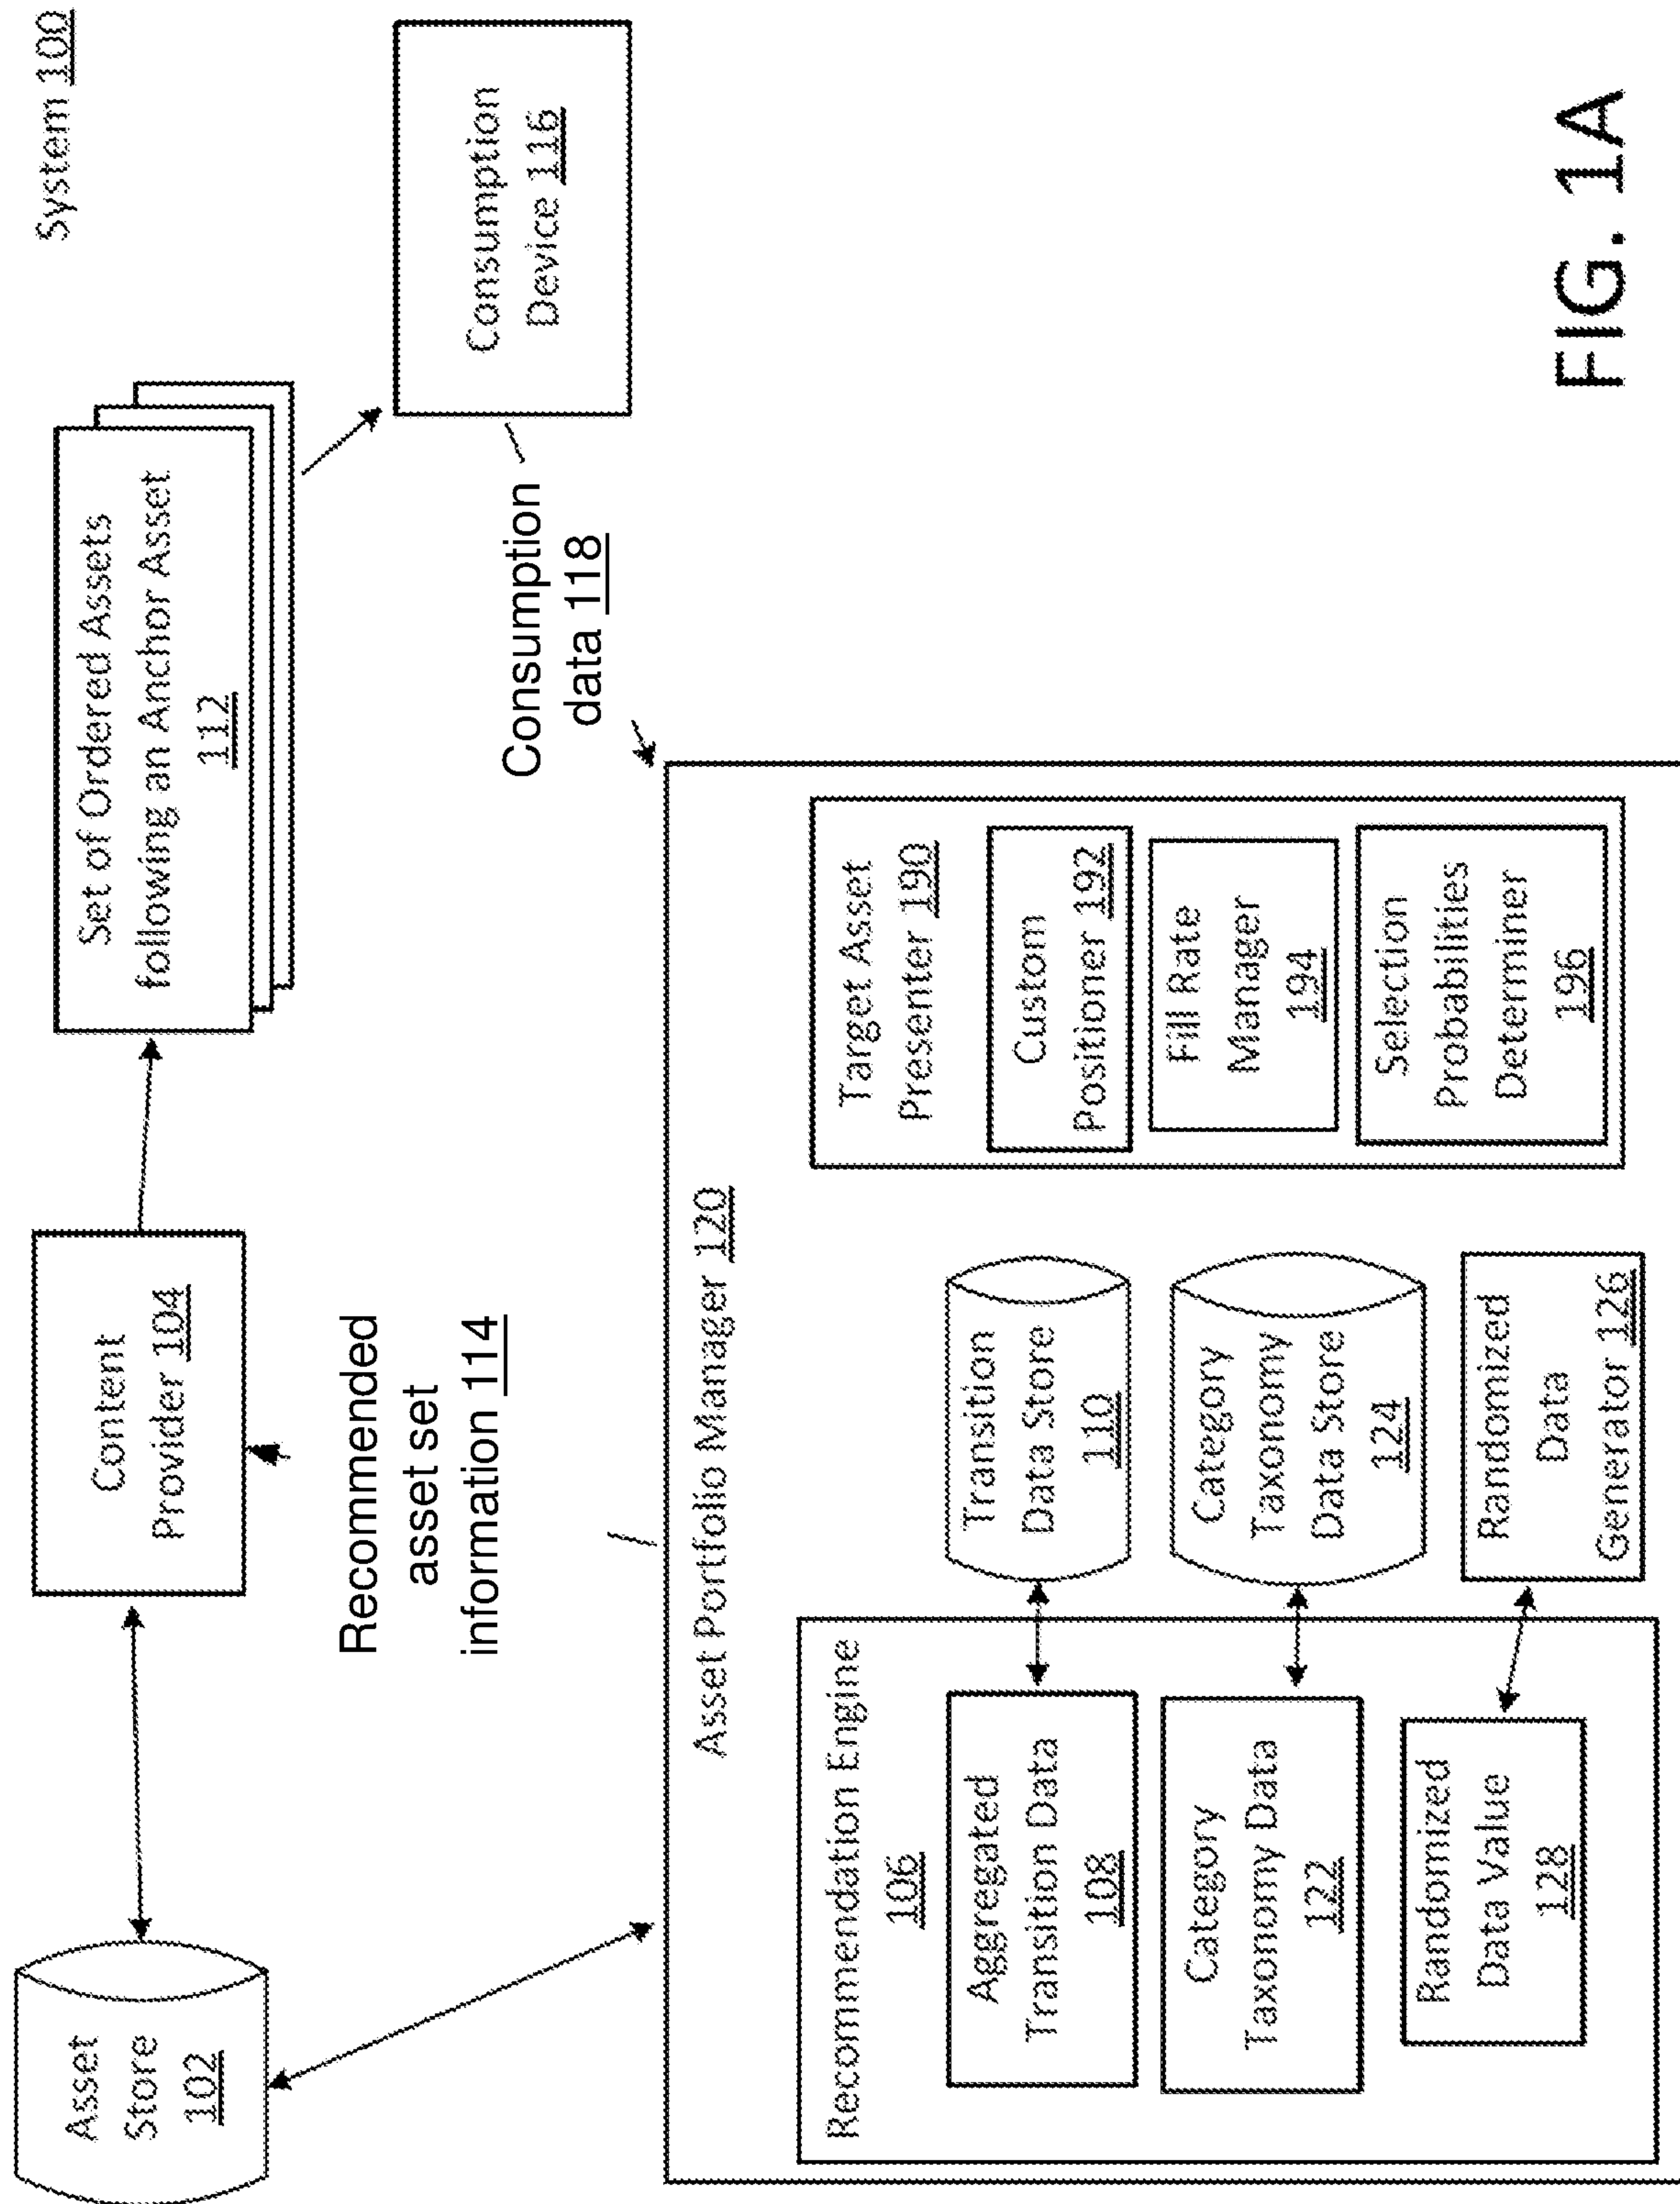 System 100
Asset
Store
102
Content
Provider 104
Set of Ordered Assets
following an Anchor Asset
112
Consumption
Device 116
Recommended
asset set
information 114
Consumption
data 118
Asset Portfolio Manager 120
Recommendation Engine
106
Aggregated
Transition Data
108
Category
Taxonomy Data
122
Randomized
Data Value
128
Transition
Data Store
110
Category
Taxonomy
Data Store
124
Randomized
Data
Generator 126
Target Asset
Presenter 190
Custom
Positioner 192
Fill Rate
Manager
194
Selection
Probabilities
Determiner
196
FIG. 1A